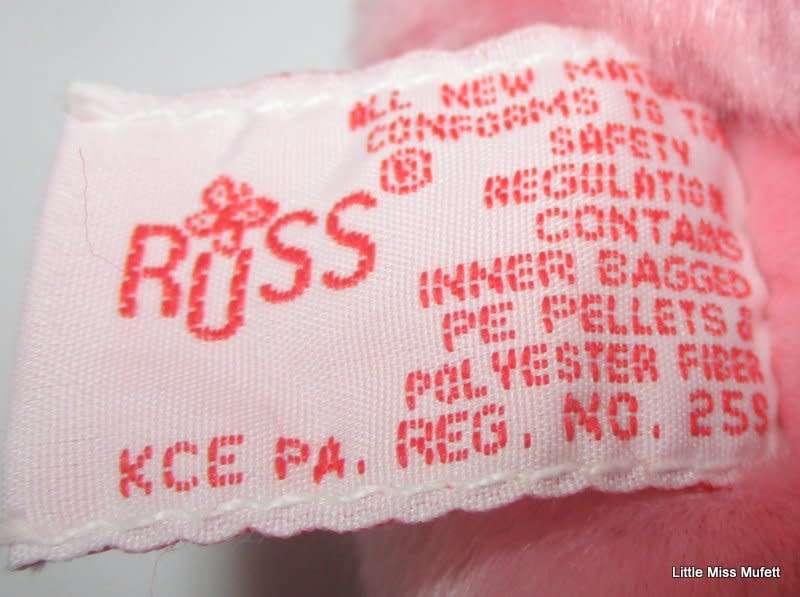 ALL NEW
CONFORMS TO
SAFETY
REGULATION
CONTAINS
INNER BAGGED
PE PELLETS &
POLYESTER FIBER
RUSS®
KCE PA. REG. NO. 25
Little Miss Mufett